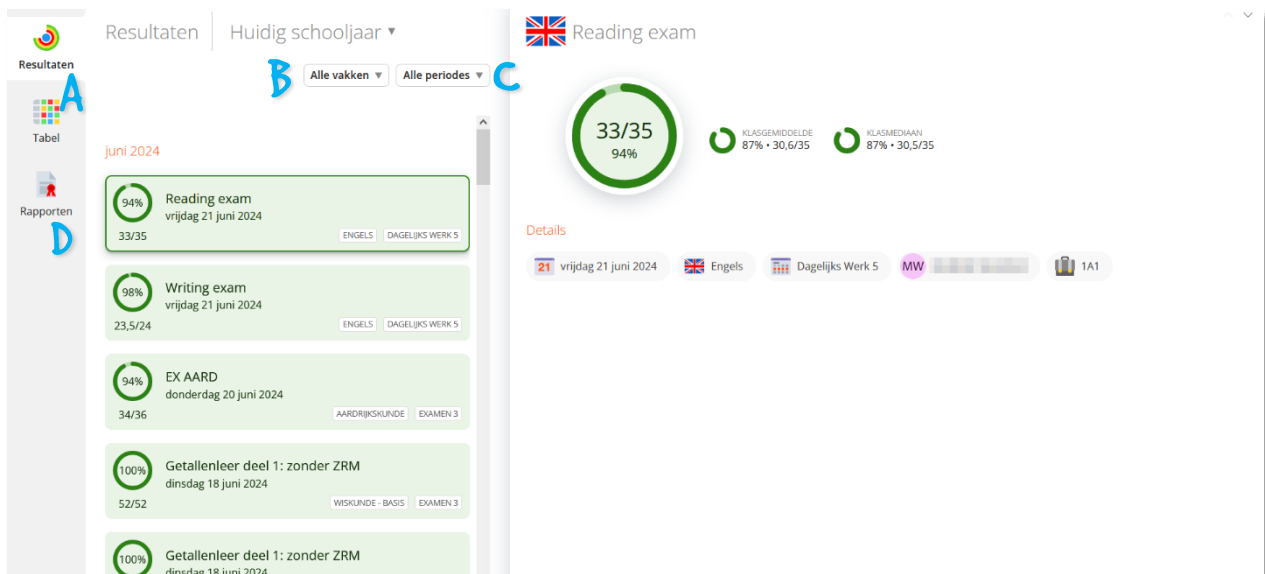 Resultaten
A
Tabel
Rapporten
D
Resultaten
Huidig schooljaar ▼
B
Alle vakken ▼
Alle periodes ▼
C
juni 2024
94%
33/35
Reading exam
vrijdag 21 juni 2024
ENGELS
DAGELIJKS WERK 5
98%
23,5/24
Writing exam
vrijdag 21 juni 2024
ENGELS
DAGELIJKS WERK 5
94%
34/36
EX AARD
donderdag 20 juni 2024
AARDRIJKSKUNDE
EXAMEN 3
100%
52/52
Getallenleer deel 1: zonder ZRM
dinsdag 18 juni 2024
WISKUNDE - BASIS
EXAMEN 3
100%
Getallenleer deel 1: zonder ZRM
dinsdag 18 juni 2024
Reading exam
33/35
94%
KLASGEMIDDELDE
87% • 30,6/35
KLASMEDIAAN
87% • 30,5/35
Details
21
vrijdag 21 juni 2024
Engels
Dagelijks Werk 5
MW
1A1